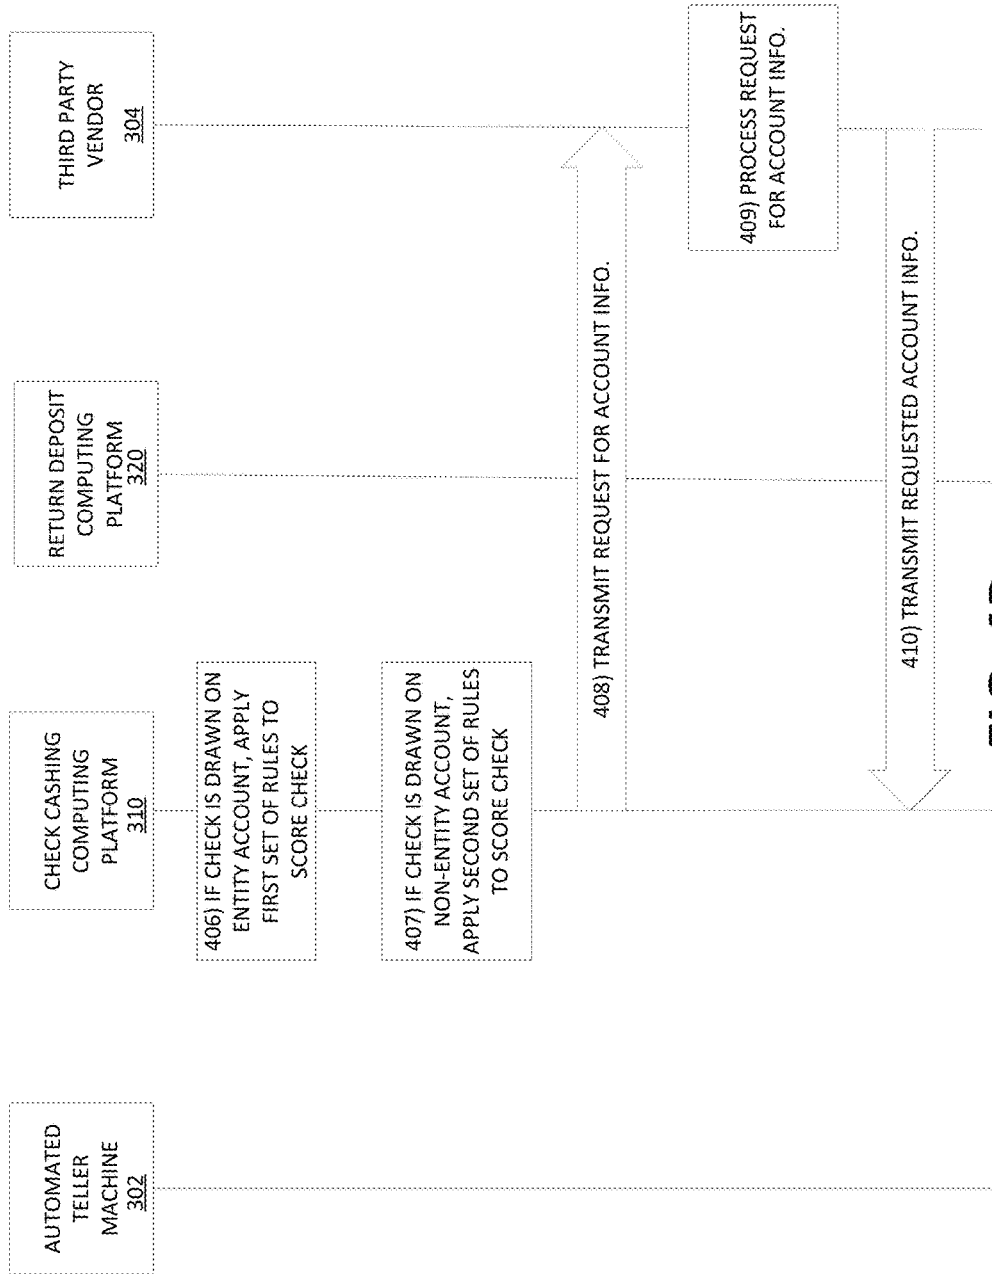 AUTOMATED
TELLER
MACHINE
302
CHECK CASHING
COMPUTING
PLATFORM
310
RETURN DEPOSIT
COMPUTING
PLATFORM
320
THIRD PARTY
VENDOR
304
406) IF CHECK IS DRAWN ON
ENTITY ACCOUNT, APPLY
FIRST SET OF RULES TO
SCORE CHECK
407) IF CHECK IS DRAWN ON
NON-ENTITY ACCOUNT,
APPLY SECOND SET OF RULES
TO SCORE CHECK
408) TRANSMIT REQUEST FOR ACCOUNT INFO.
409) PROCESS REQUEST
FOR ACCOUNT INFO.
410) TRANSMIT REQUESTED ACCOUNT INFO.